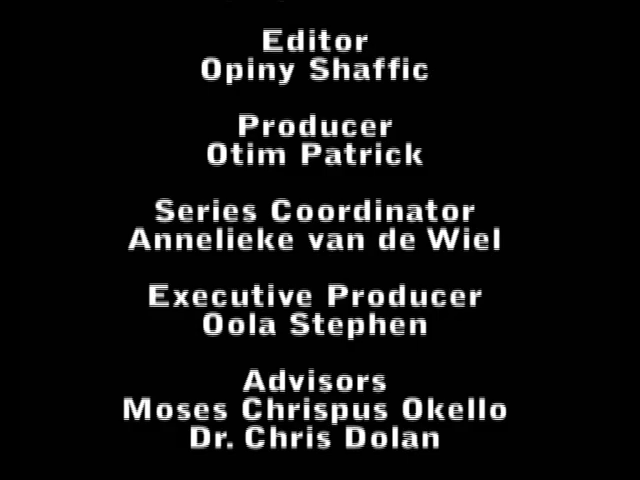 Editor
Opiny Shaffic
Producer
Otim Patrick
Series Coordinator
Annelieke van de Wiel
Executive Producer
Oola Stephen
Advisors
Moses Chrispus Okello
Dr. Chris Dolan